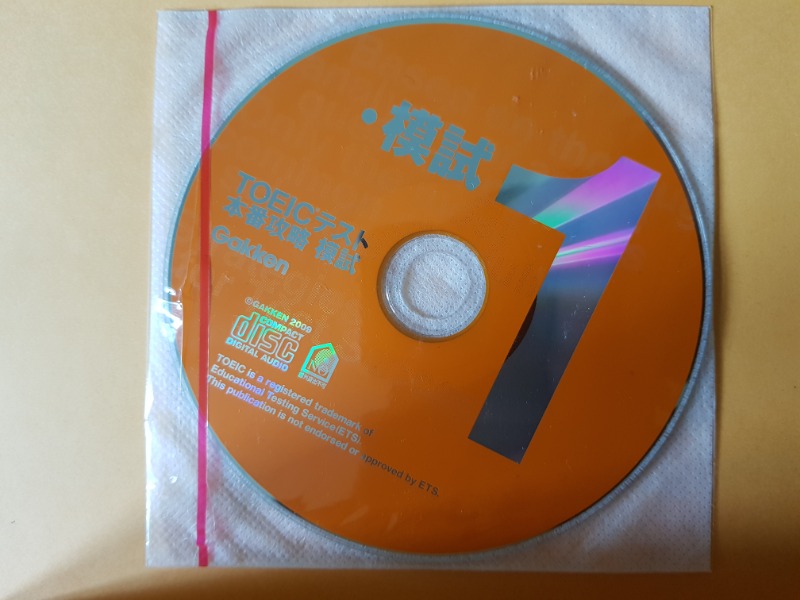 ・模試
1
TOEICテスト
本番攻略 模試
Gakken
©GAKKEN 2009
COMPACT
disc
DIGITAL AUDIO
TOEIC is a registered trademark of
Educational Testing Service(ETS).
This publication is not endorsed or approved by ETS.